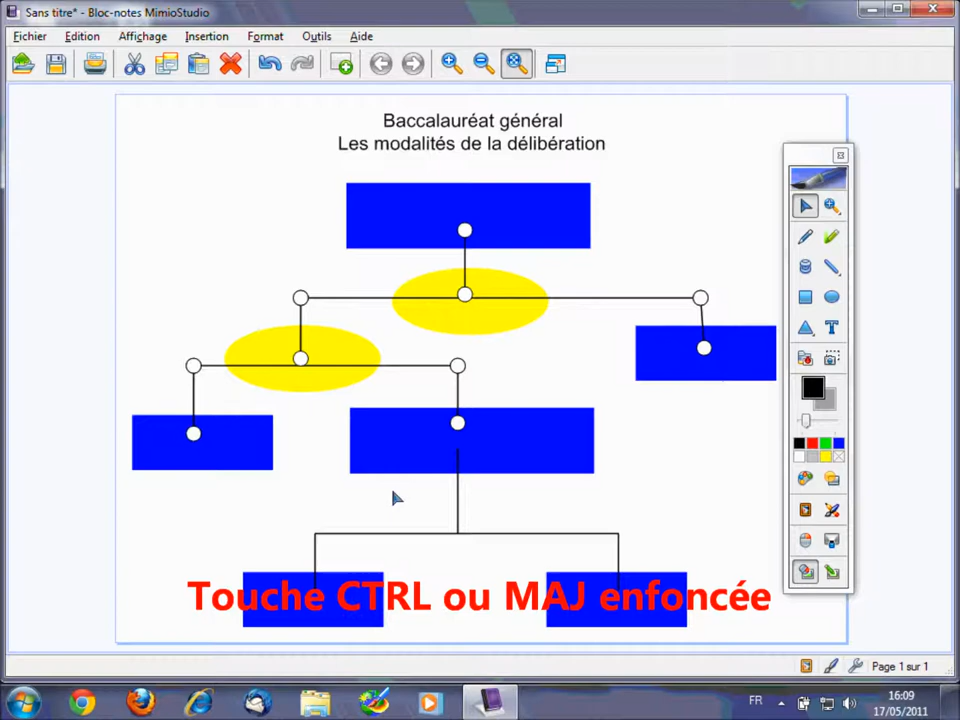 Sans titre* - Bloc-notes MimioStudio
Fichier Edition Affichage Insertion Format Outils Aide
Baccalauréat général
Les modalités de la délibération
Touche CTRL ou MAJ enfoncée
Page 1 sur 1
FR
16:09
17/05/2011